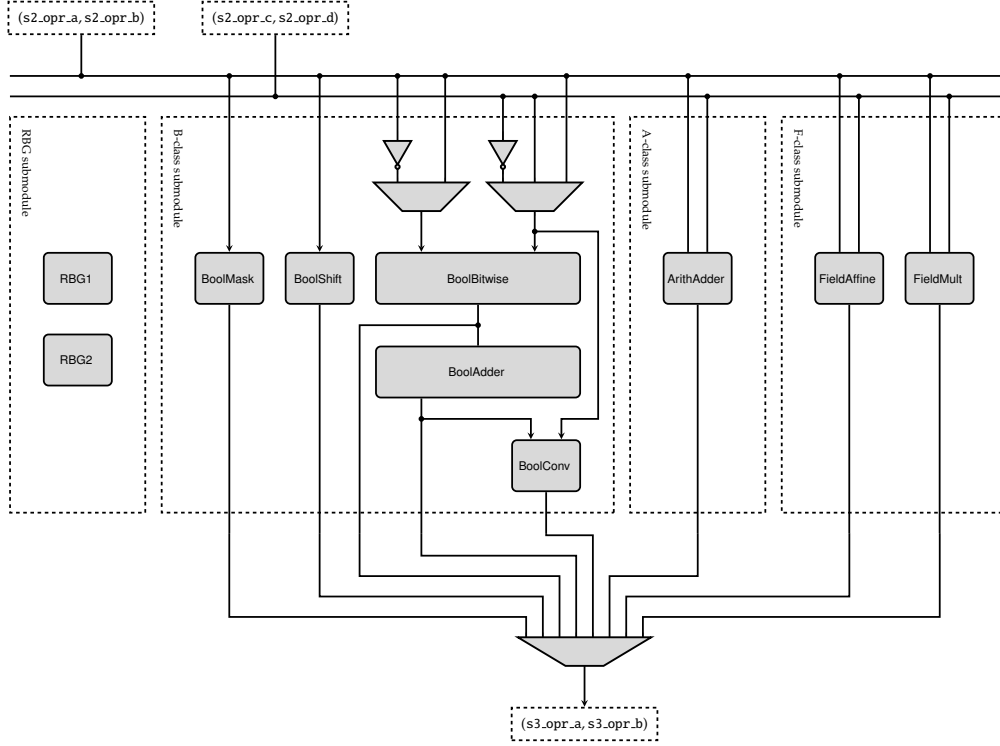 (s2_opr_a, s2_opr_b)
(s2_opr_c, s2_opr_d)
RBG submodule
B-class submodule
A-class submodule
F-class submodule
RBG1
BoolMask
BoolShift
BoolBitwise
ArithAdder
FieldAffine
FieldMult
RBG2
BoolAdder
BoolConv
(s3_opr_a, s3_opr_b)